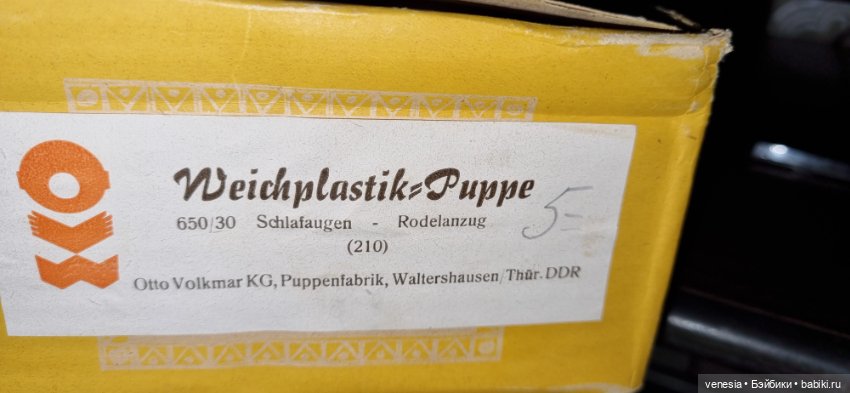 Weichplastik=Puppe
650/30 Schlafaugen - Rodelanzug
(210)
5=
Otto Volkmar KG, Puppenfabrik, Waltershausen/Thür. DDR
venesia • Бэйбики • babiki.ru